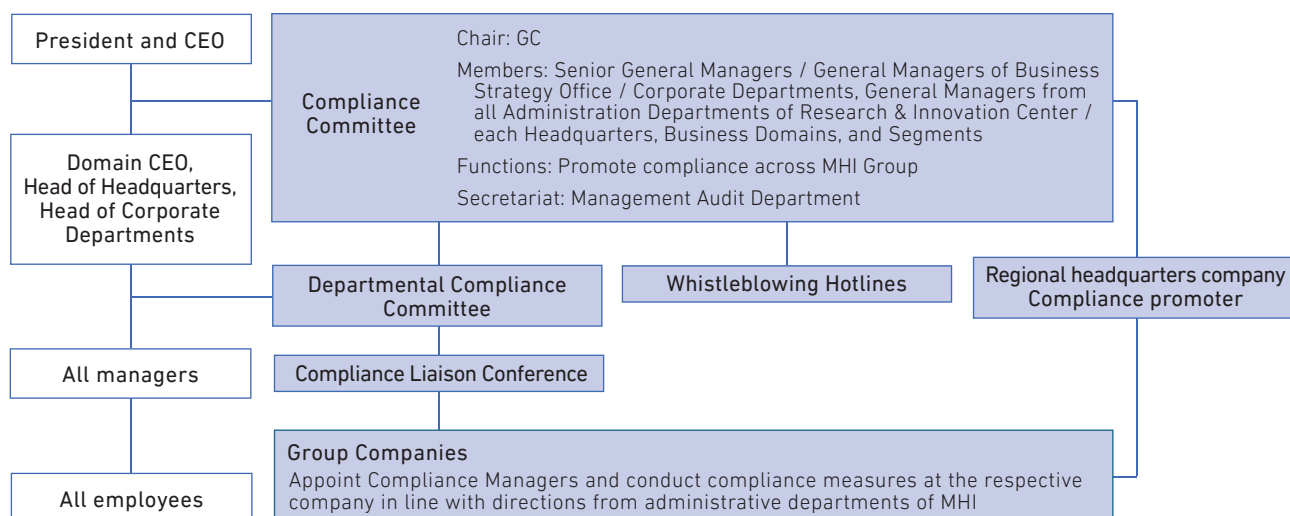 President and CEO
Compliance
Committee
Chair: GC
Members: Senior General Managers / General Managers of Business
Strategy Office / Corporate Departments, General Managers from
all Administration Departments of Research & Innovation Center /
each Headquarters, Business Domains, and Segments
Functions: Promote compliance across MHI Group
Secretariat: Management Audit Department
Domain CEO,
Head of Headquarters,
Head of Corporate
Departments
Departmental Compliance
Committee
Whistleblowing Hotlines
Regional headquarters company
Compliance promoter
All managers
Compliance Liaison Conference
Group Companies
Appoint Compliance Managers and conduct compliance measures at the respective
company in line with directions from administrative departments of MHI
All employees